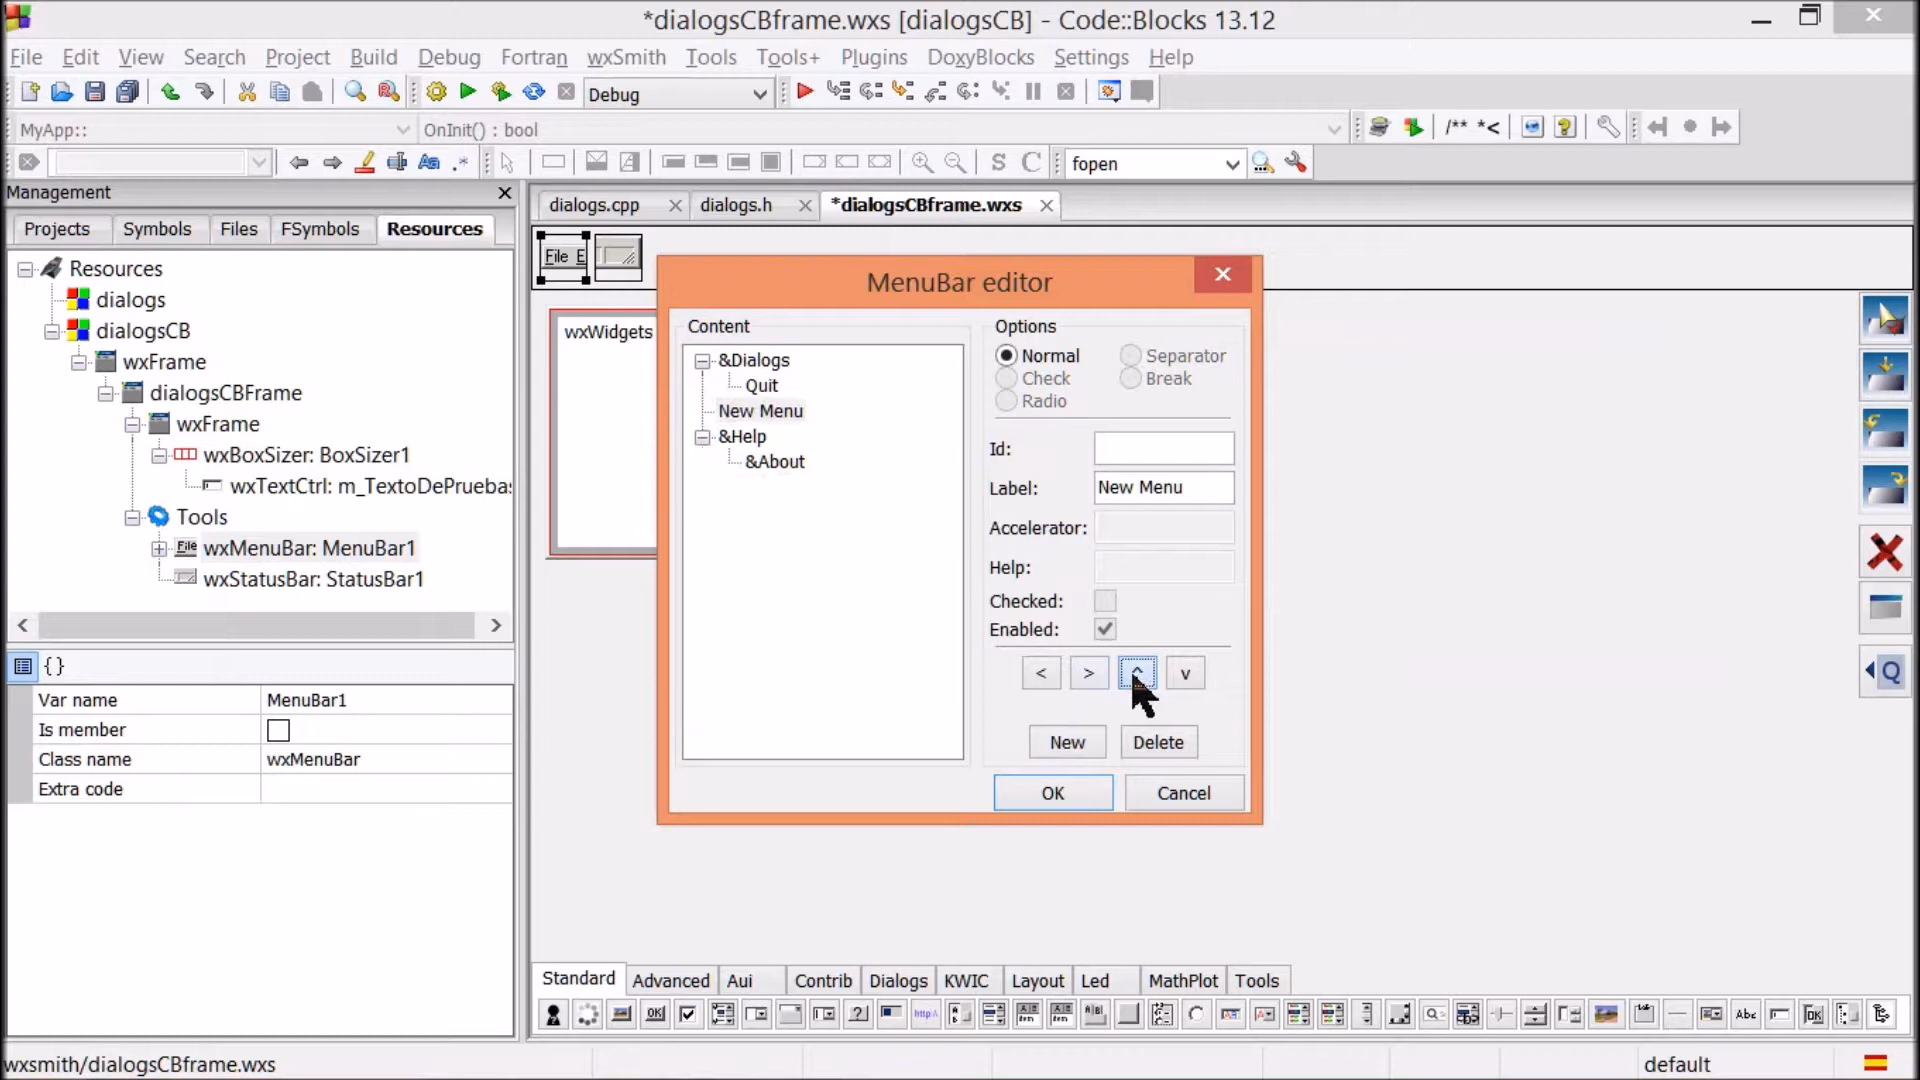 *dialogsCBframe.wxs [dialogsCB] - Code::Blocks 13.12
File Edit View Search Project Build Debug Fortran wxSmith Tools Tools+ Plugins DoxyBlocks Settings Help
Debug
MyApp:: OnInit() : bool /** *<
Aa .* S C fopen
Management
dialogs.cpp dialogs.h *dialogsCBframe.wxs
Projects Symbols Files FSymbols Resources
Resources
dialogs
dialogsCB
wxFrame
dialogsCBFrame
wxFrame
wxBoxSizer: BoxSizer1
wxTextCtrl: m_TextoDePruebas
Tools
File wxMenuBar: MenuBar1
wxStatusBar: StatusBar1
{ }
Var name MenuBar1
Is member
Class name wxMenuBar
Extra code
File E
wxWidgets
MenuBar editor
Content
&Dialogs
Quit
New Menu
&Help
&About
Options
Normal Separator
Check Break
Radio
Id:
Label: New Menu
Accelerator:
Help:
Checked:
Enabled:
< > ^ v
New Delete
OK Cancel
Q
Standard Advanced Aui Contrib Dialogs KWIC Layout Led MathPlot Tools
wxsmith/dialogsCBframe.wxs default